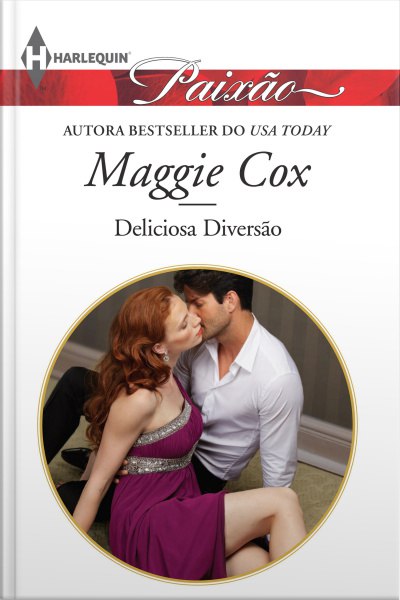 HARLEQUIN®
Paixão
AUTORA BESTSELLER DO USA TODAY
Maggie Cox
Deliciosa Diversão